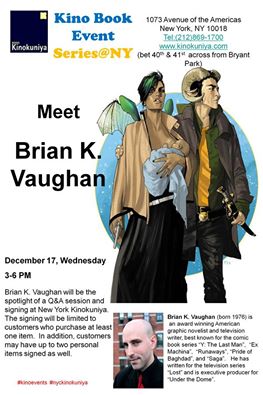 Kinokuniya
Kino Book
Event
Series@NY
1073 Avenue of the Americas
New York, NY 10018
Tel:(212)869-1700
www.kinokuniya.com
(bet 40th & 41st across from Bryant
Park)
Meet
Brian K.
Vaughan
December 17, Wednesday
3-6 PM
Brian K. Vaughan will be the
spotlight of a Q&A session and
signing at New York Kinokuniya.
The signing will be limited to
customers who purchase at least
one item. In addition, customers
may have up to two personal
items signed as well.
#kinoevents #nyckinokuniya
Brian K. Vaughan (born 1976) is
an award winning American
graphic novelist and television
writer, best known for the comic
book series "Y: The Last Man", "Ex
Machina", "Runaways", "Pride of
Baghdad", and "Saga". He has
written for the television series
"Lost" and is executive producer for
"Under the Dome".